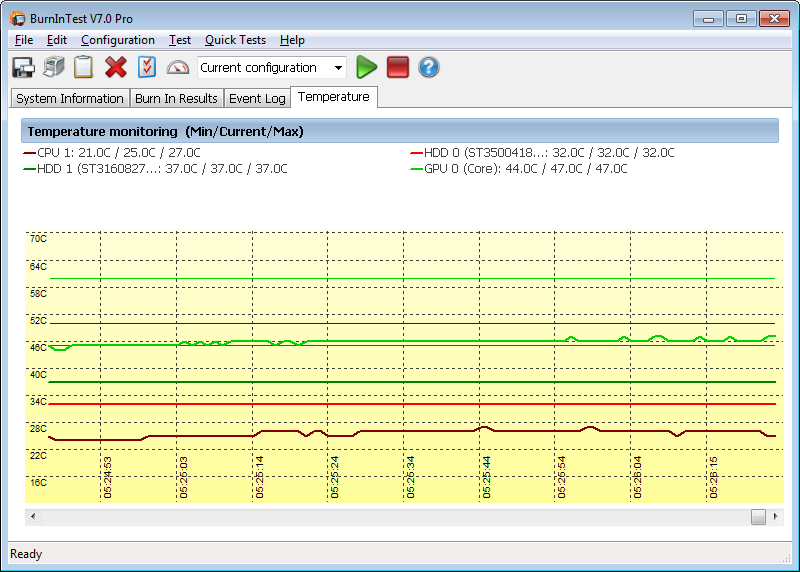 BurnInTest V7.0 Pro
File Edit Configuration Test Quick Tests Help
Current configuration
System Information Burn In Results Event Log Temperature
Temperature monitoring (Min/Current/Max)
CPU 1: 21.0C / 25.0C / 27.0C HDD 0 (ST3500418...: 32.0C / 32.0C / 32.0C
HDD 1 (ST3160827...: 37.0C / 37.0C / 37.0C GPU 0 (Core): 44.0C / 47.0C / 47.0C
70C
64C
58C
52C
46C
40C
34C
28C
22C
16C
05:24:53 05:25:03 05:25:14 05:25:24 05:25:34 05:25:44 05:25:54 05:26:04 05:26:15
Ready